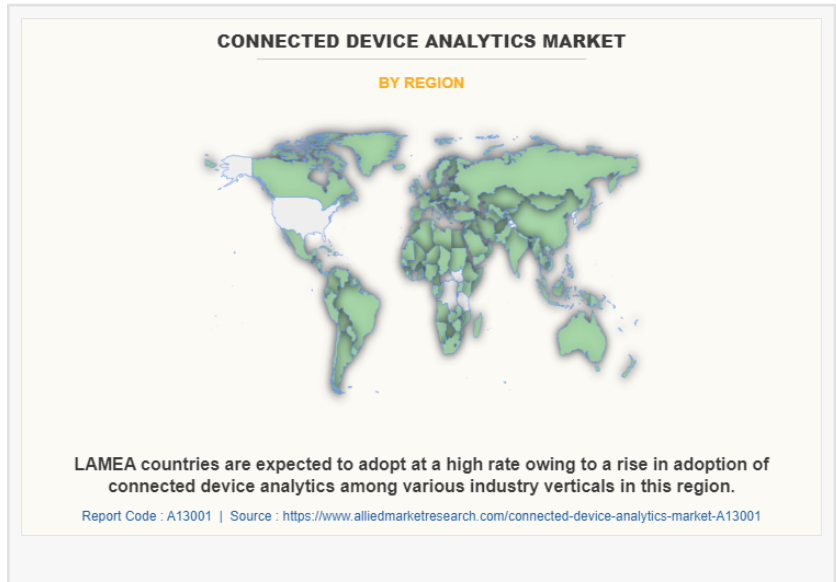 CONNECTED DEVICE ANALYTICS MARKET
BY REGION
LAMEA countries are expected to adopt at a high rate owing to a rise in adoption of
connected device analytics among various industry verticals in this region.
Report Code : A13001 | Source : https://www.alliedmarketresearch.com/connected-device-analytics-market-A13001